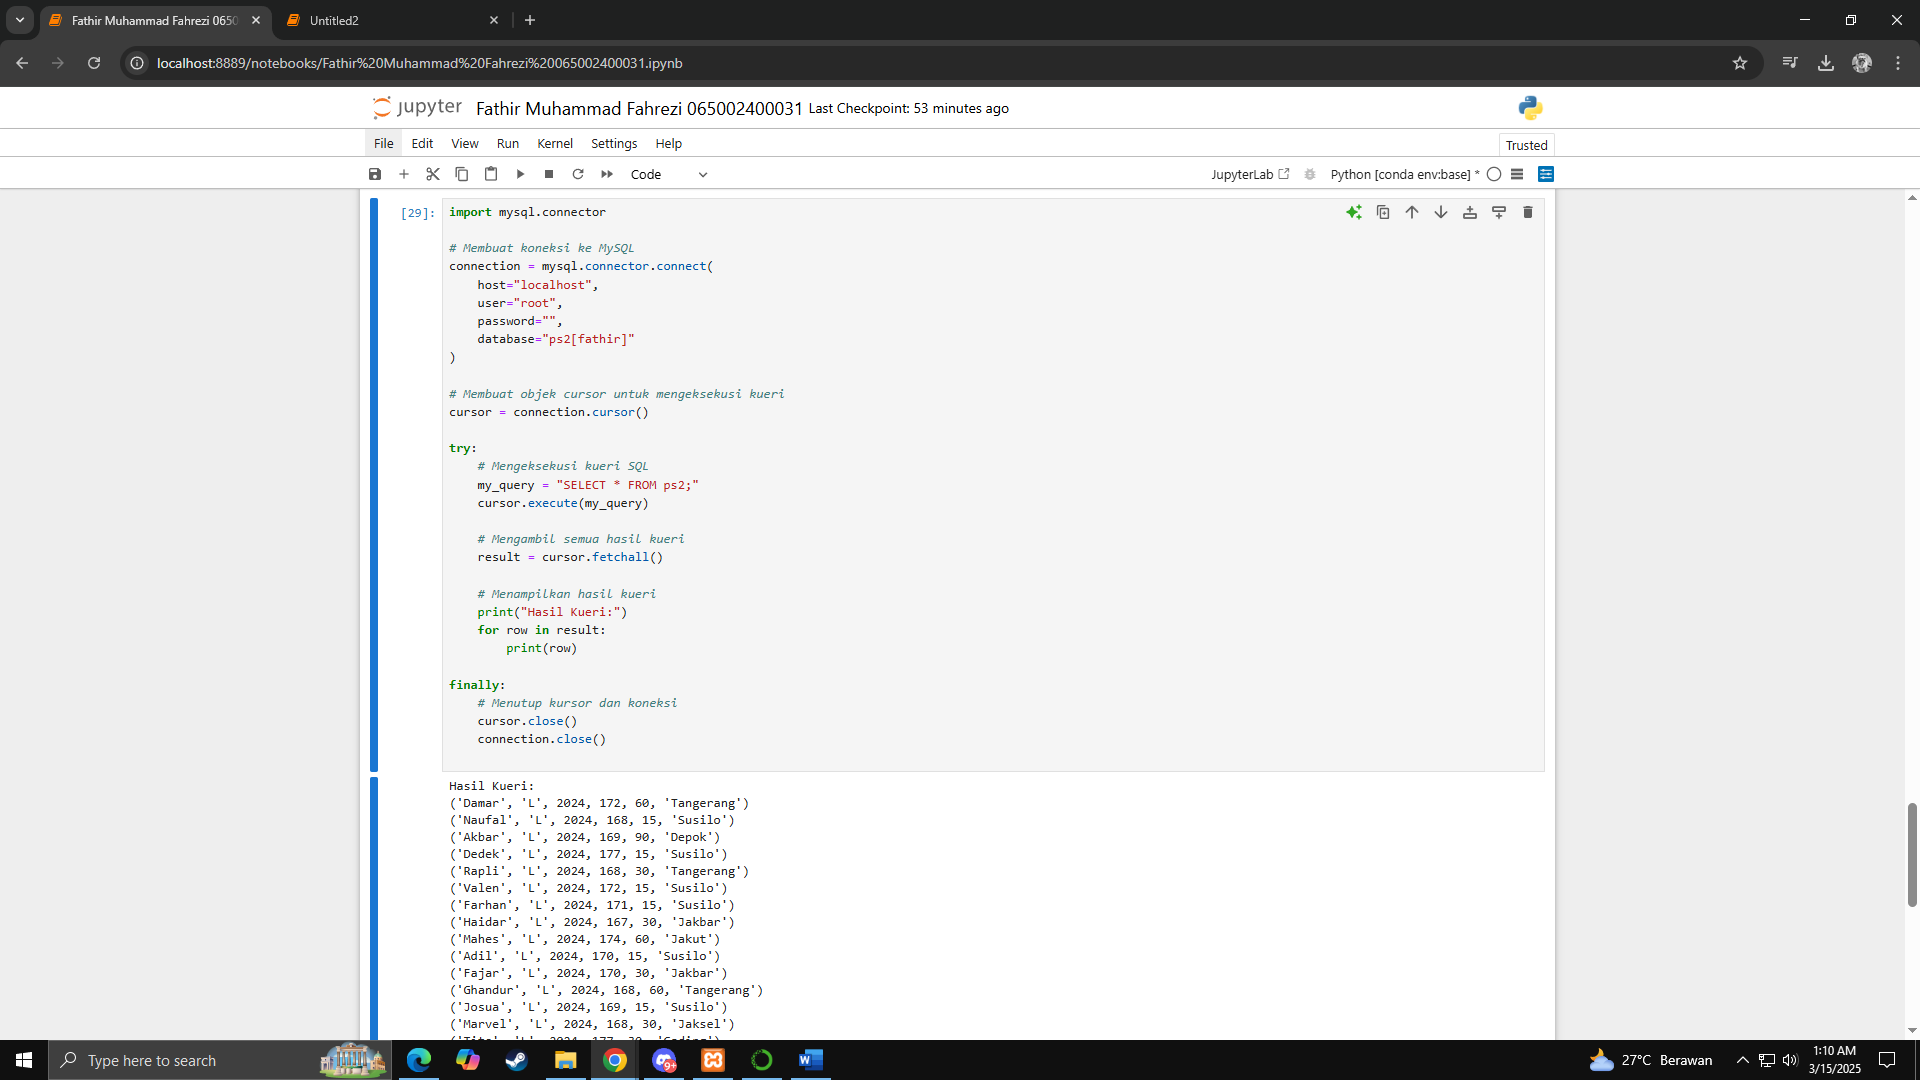 Fathir Muhammad Fahrezi 0650
Untitled2
localhost:8889/notebooks/Fathir%20Muhammad%20Fahrezi%20065002400031.ipynb
jupyter Fathir Muhammad Fahrezi 065002400031 Last Checkpoint: 53 minutes ago
File Edit View Run Kernel Settings Help Trusted
Code JupyterLab Python [conda env:base] *
[29]: import mysql.connector
# Membuat koneksi ke MySQL
connection = mysql.connector.connect(
    host="localhost",
    user="root",
    password="",
    database="ps2[fathir]"
)
# Membuat objek cursor untuk mengeksekusi kueri
cursor = connection.cursor()
try:
    # Mengeksekusi kueri SQL
    my_query = "SELECT * FROM ps2;"
    cursor.execute(my_query)
    # Mengambil semua hasil kueri
    result = cursor.fetchall()
    # Menampilkan hasil kueri
    print("Hasil Kueri:")
    for row in result:
        print(row)
finally:
    # Menutup kursor dan koneksi
    cursor.close()
    connection.close()
Hasil Kueri:
('Damar', 'L', 2024, 172, 60, 'Tangerang')
('Naufal', 'L', 2024, 168, 15, 'Susilo')
('Akbar', 'L', 2024, 169, 90, 'Depok')
('Dedek', 'L', 2024, 177, 15, 'Susilo')
('Rapli', 'L', 2024, 168, 30, 'Tangerang')
('Valen', 'L', 2024, 172, 15, 'Susilo')
('Farhan', 'L', 2024, 171, 15, 'Susilo')
('Haidar', 'L', 2024, 167, 30, 'Jakbar')
('Mahes', 'L', 2024, 174, 60, 'Jakut')
('Adil', 'L', 2024, 170, 15, 'Susilo')
('Fajar', 'L', 2024, 170, 30, 'Jakbar')
('Ghandur', 'L', 2024, 168, 60, 'Tangerang')
('Josua', 'L', 2024, 169, 15, 'Susilo')
('Marvel', 'L', 2024, 168, 30, 'Jaksel')
Type here to search
9+
27°C Berawan
1:10 AM
3/15/2025